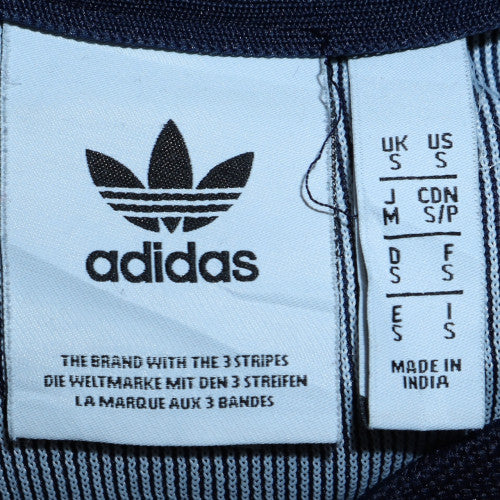 adidas
THE BRAND WITH THE 3 STRIPES
DIE WELTMARKE MIT DEN 3 STREIFEN
LA MARQUE AUX 3 BANDES
UK US
S S
J CDN
M S/P
D F
S S
E I
S S
MADE IN
INDIA